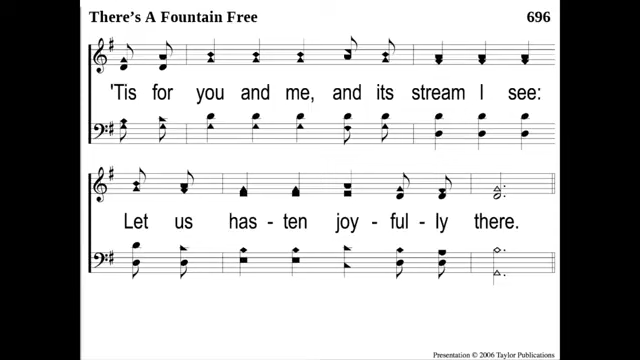 There's A Fountain Free 696
'Tis for you and me, and its stream I see:
Let us has - ten joy - ful - ly there.
Presentation © 2006 Taylor Publications